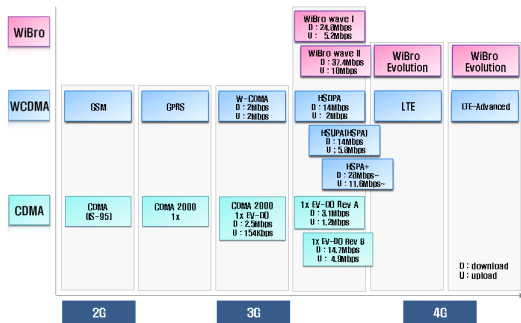 WiBro
WiBro wave I
D : 24.8Mbps
U : 5.2Mbps
WiBro wave II
D : 37.4Mbps
U : 10Mbps
WiBro
Evolution
WiBro
Evolution
WCDMA
GSM
GPRS
W-CDMA
D : 2Mbps
U : 2Mbps
HSDPA
D : 14Mbps
U : 2Mbps
LTE
LTE-Advanced
HSUPA(HSPA)
D : 14Mbps
U : 5.8Mbps
HSPA+
D : 28Mbps~
U : 11.6Mbps~
CDMA
CDMA
(IS-95)
CDMA 2000
1x
CDMA 2000
1x EV-DO
D : 2.5Mbps
U : 154Kbps
1x EV-DO Rev A
D : 3.1Mbps
U : 1.2Mbps
1x EV-DO Rev B
D : 14.7Mbps
U : 4.9Mbps
D : download
U : upload
2G
3G
4G